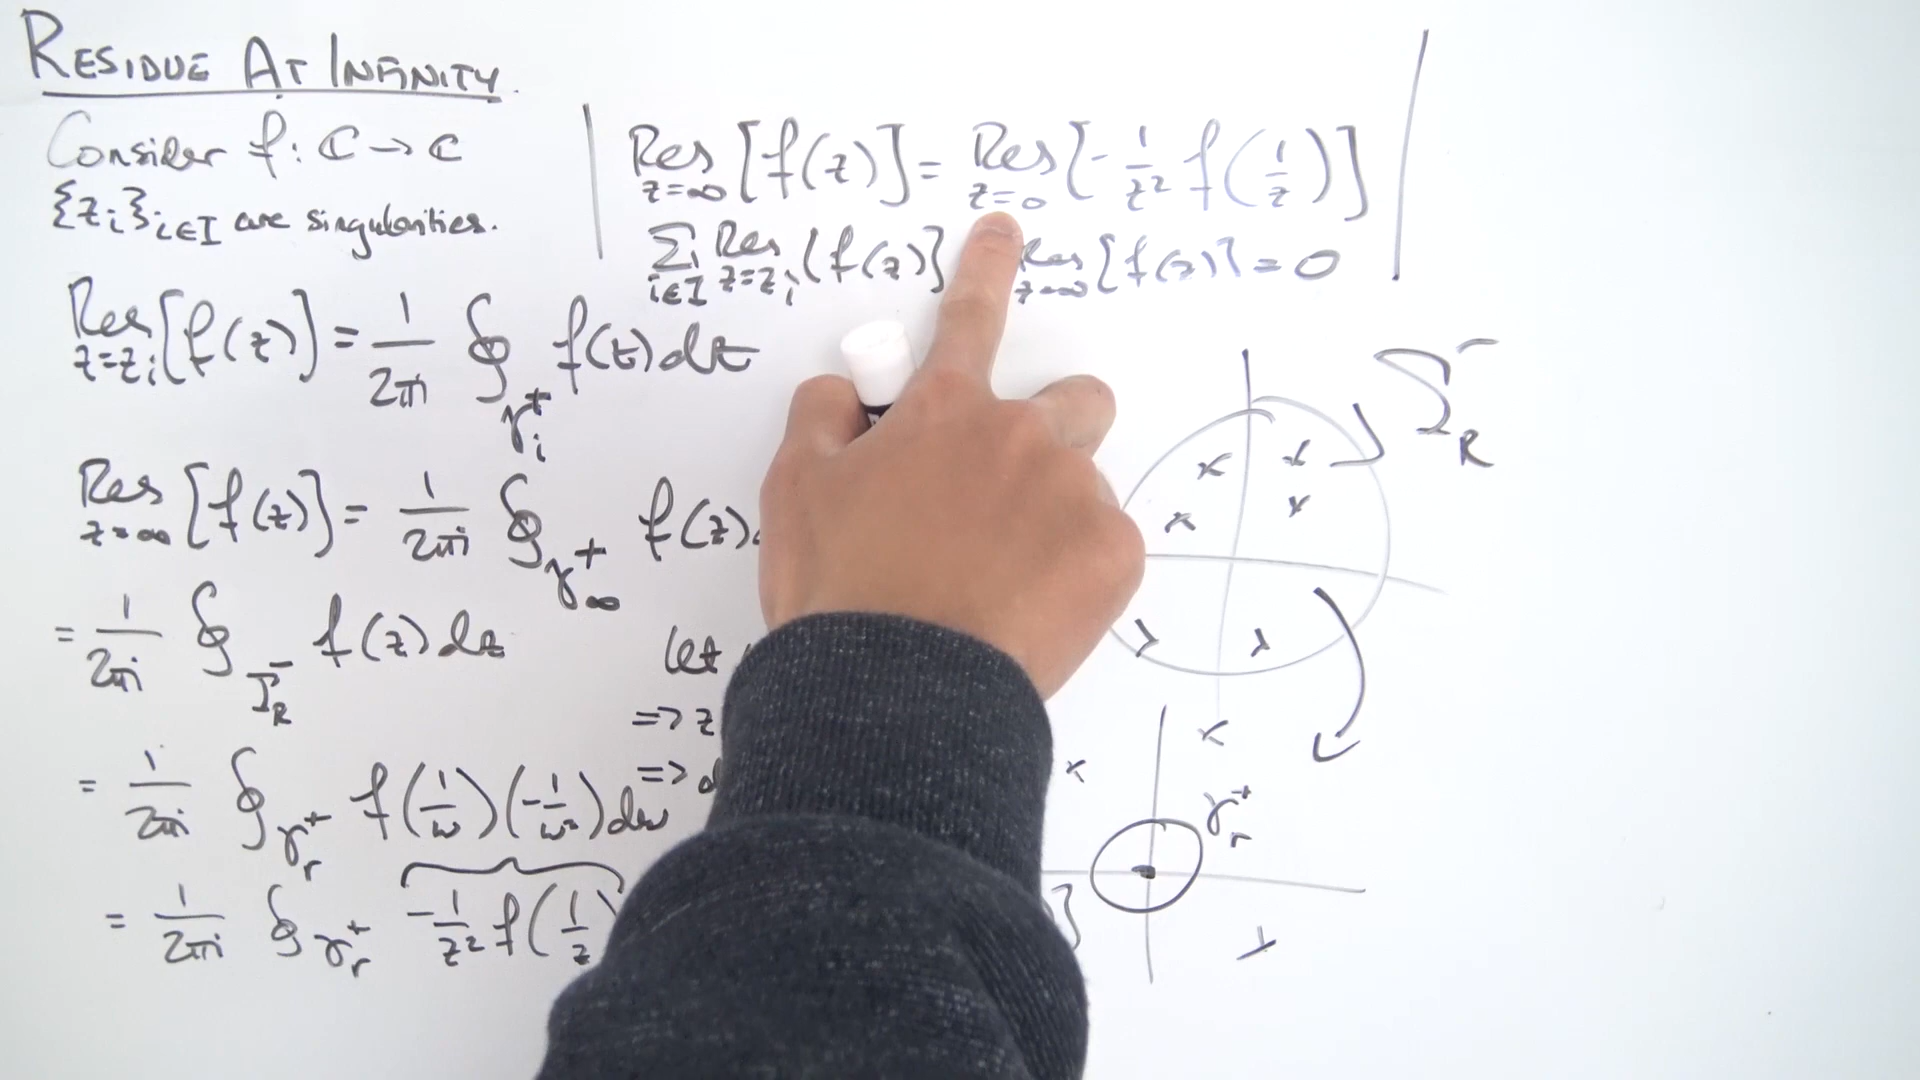 RESIDUE AT INFINITY
Consider f: ℂ → ℂ
{z_i}_{i∈I} are singularities.
Res_{z=z_i} [f(z)] = 1/(2πi) ∮_{γ_i^+} f(z) dz
Res_{z=∞} [f(z)] = 1/(2πi) ∮_{γ_∞^+} f(z)
= 1/(2πi) ∮_{Γ_R^-} f(z) dz
= 1/(2πi) ∮_{γ_r^+} f(1/w) (-1/w²) dw
= 1/(2πi) ∮_{γ_r^+} -1/z² f(1/z)
let
=> z
=>
]
Res_{z=∞} [f(z)] = Res_{z=0} [-1/z² f(1/z)]
Σ_{i∈I} Res_{z=z_i} [f(z)] Res_{z=∞} [f(z)] = 0
Γ_R^-
γ_r^+